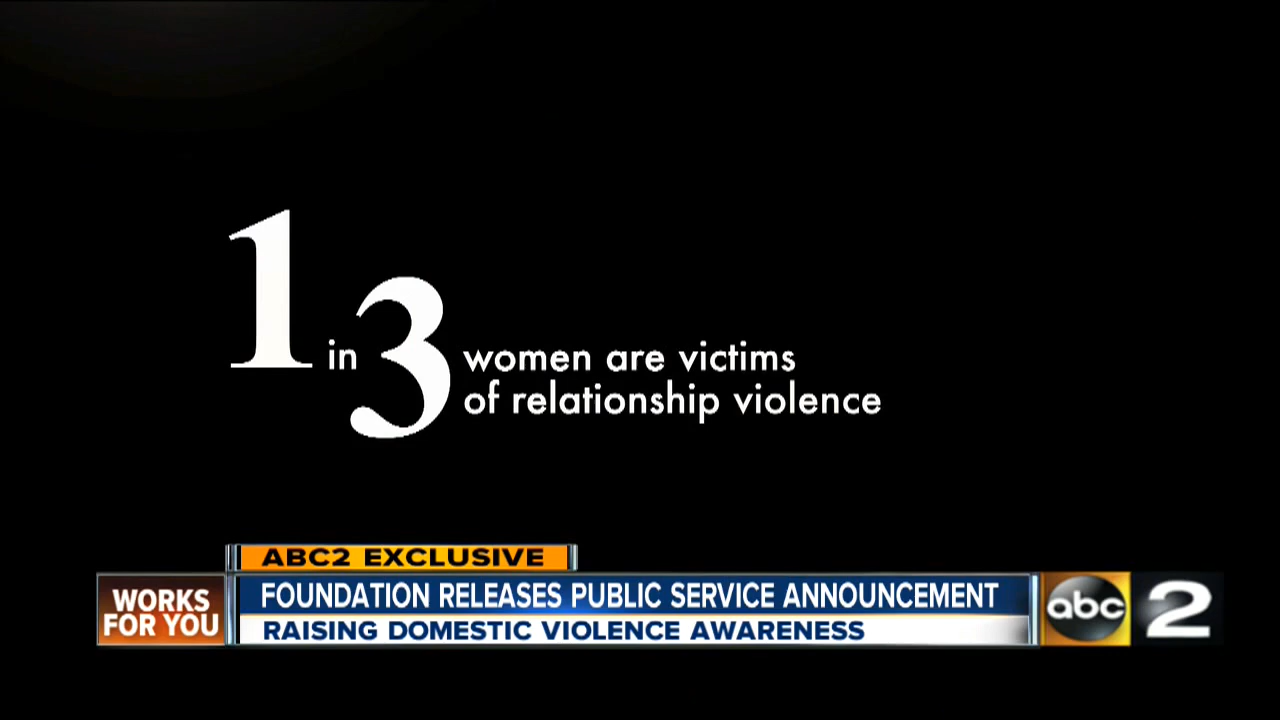 1 in 3 women are victims
of relationship violence
ABC2 EXCLUSIVE
WORKS
FOR YOU
FOUNDATION RELEASES PUBLIC SERVICE ANNOUNCEMENT
RAISING DOMESTIC VIOLENCE AWARENESS
abc 2